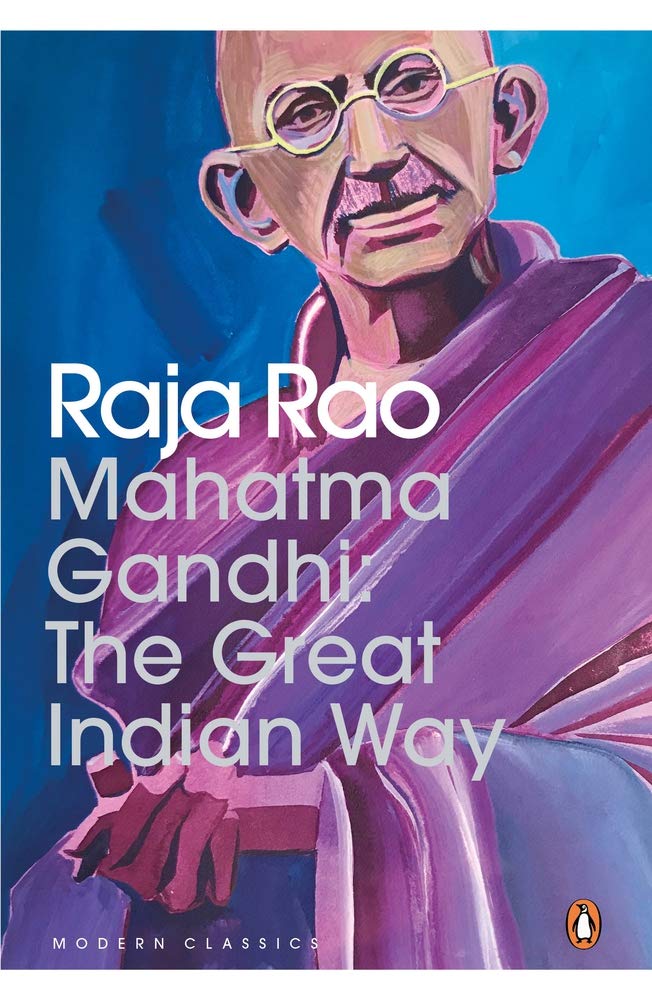 Raja Rao
Mahatma
Gandhi:
The Great
Indian Way
MODERN CLASSICS